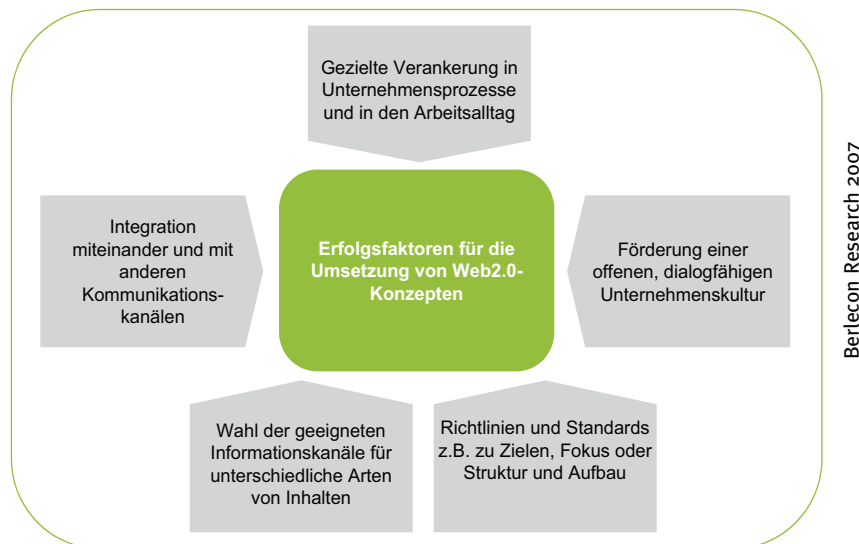 Gezielte Verankerung in
Unternehmensprozesse
und in den Arbeitsalltag
Integration
miteinander und mit
anderen
Kommunikations-
kanälen
Erfolgsfaktoren für die
Umsetzung von Web2.0-
Konzepten
Förderung einer
offenen, dialogfähigen
Unternehmenskultur
Wahl der geeigneten
Informationskanäle für
unterschiedliche Arten
von Inhalten
Richtlinien und Standards
z.B. zu Zielen, Fokus oder
Struktur und Aufbau
Berlecon Research 2007